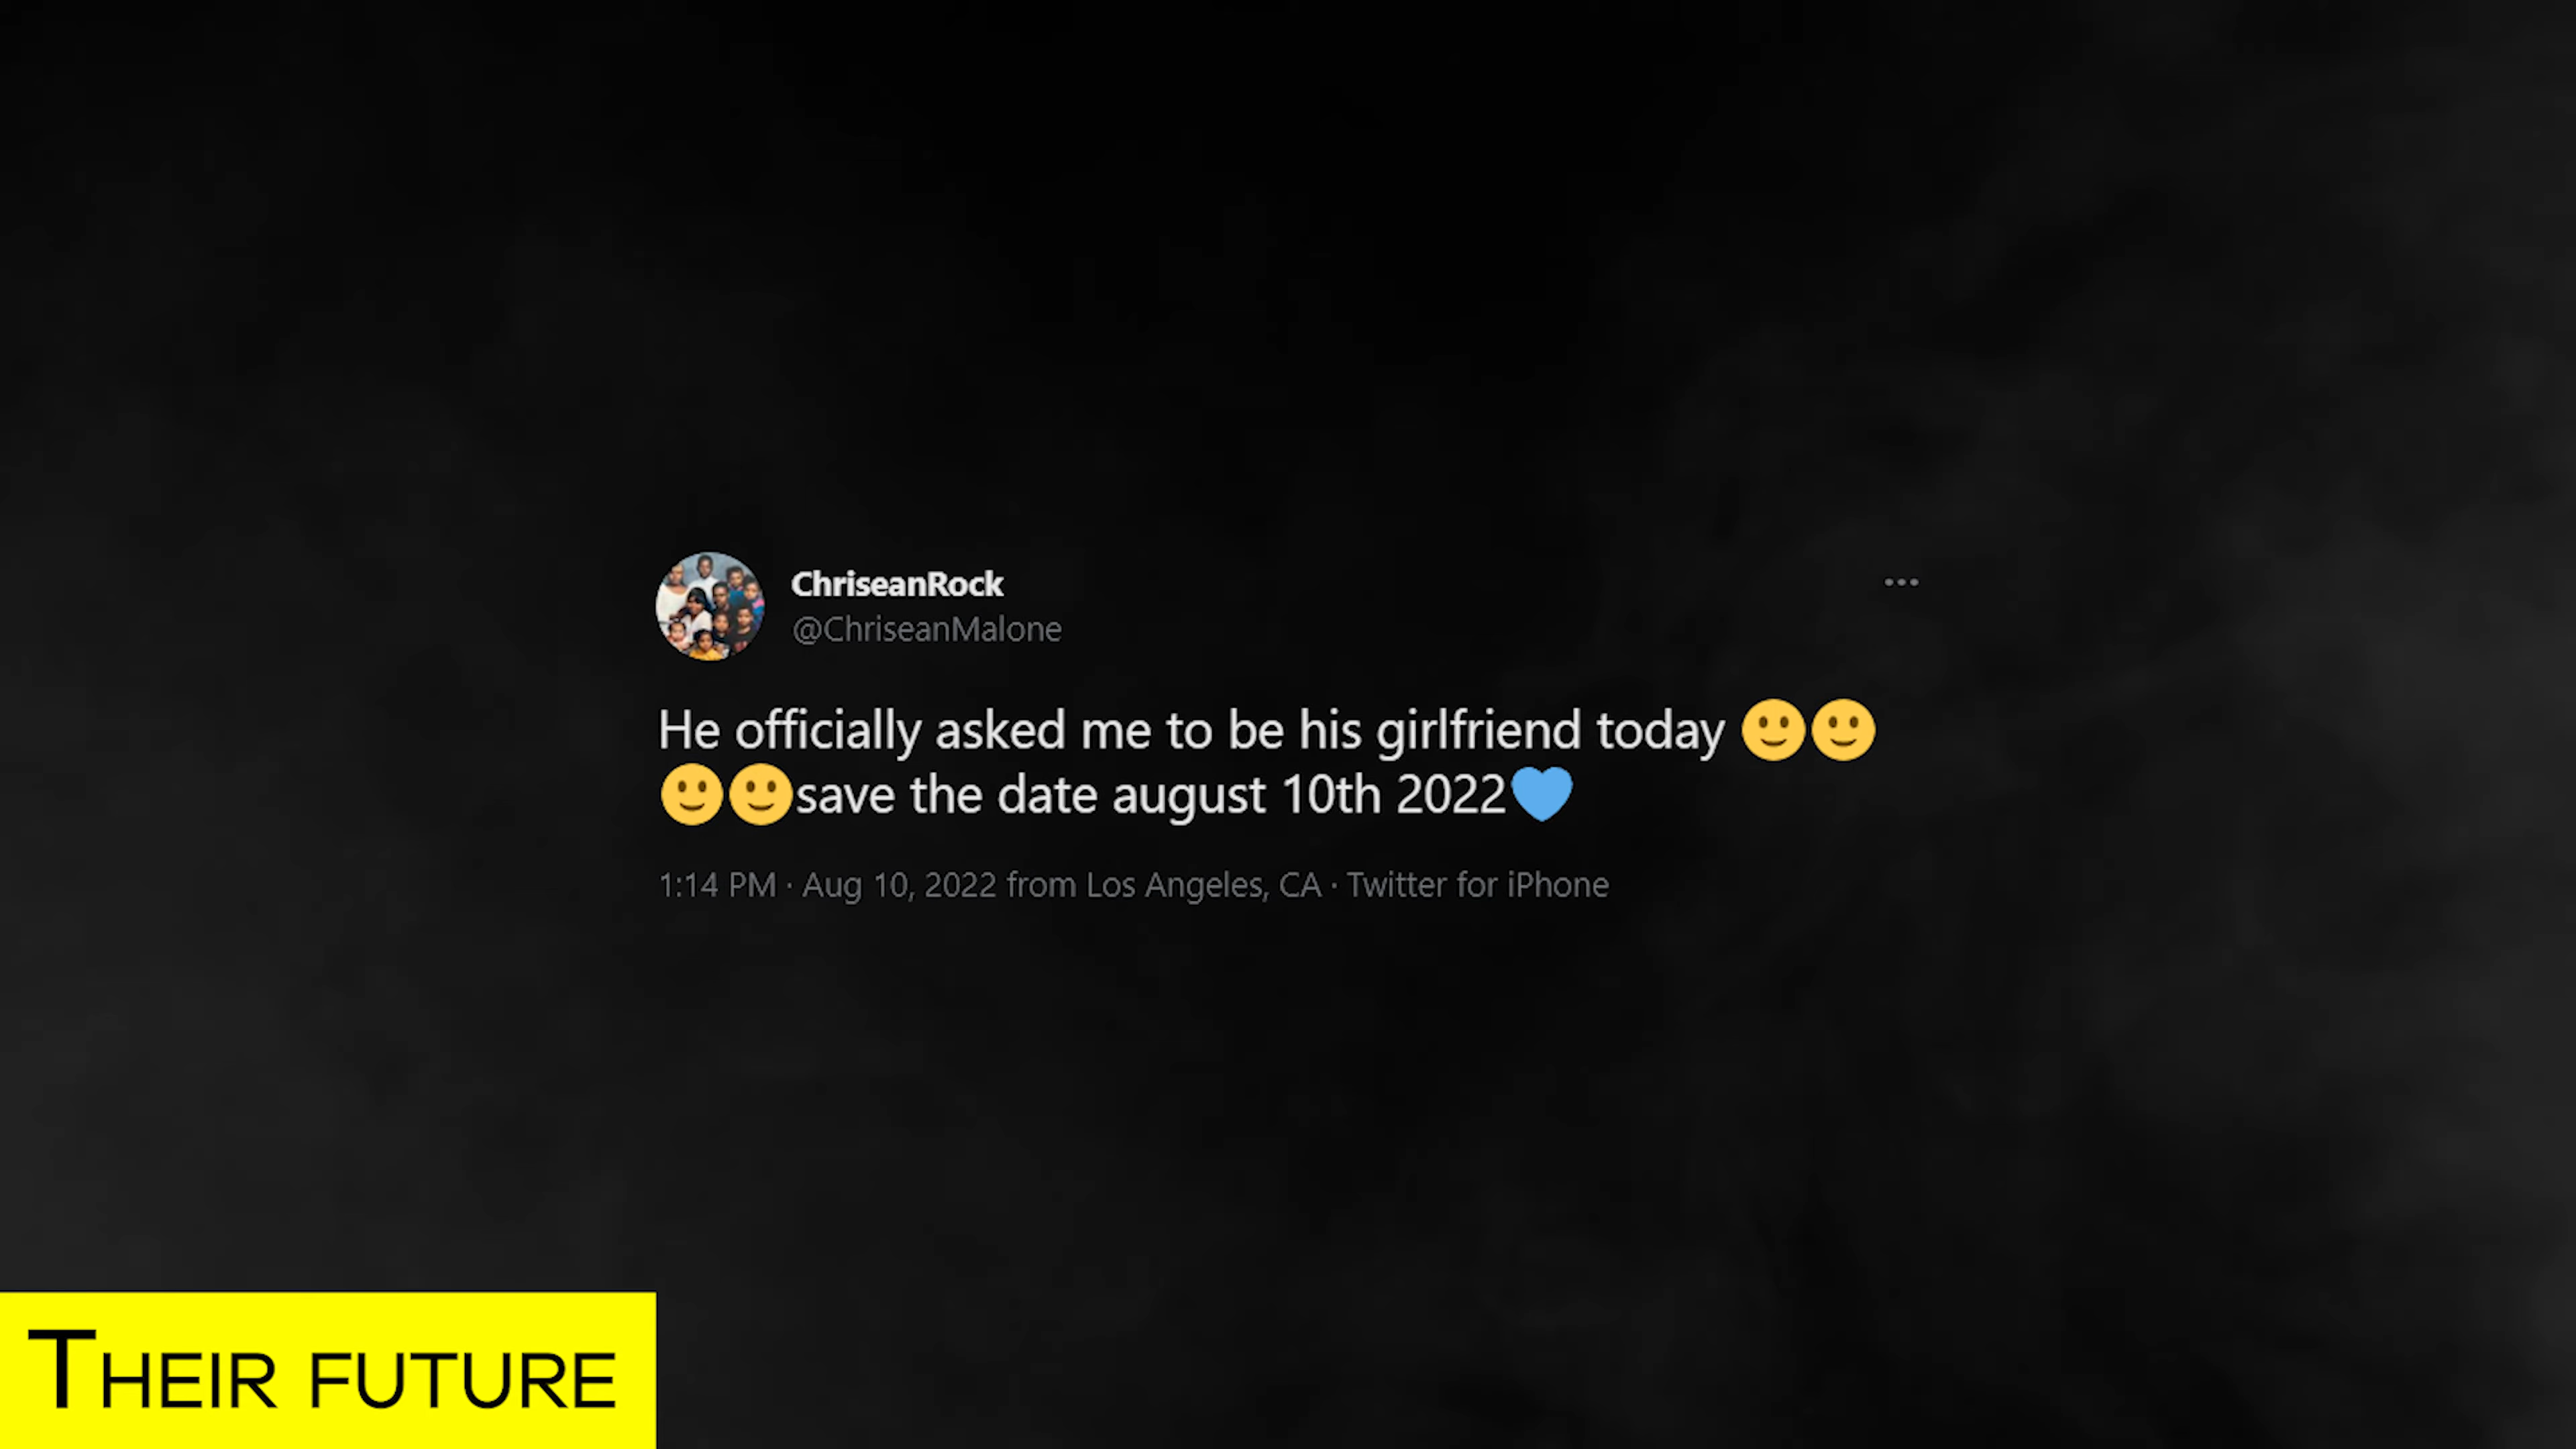 ChriseanRock
@ChriseanMalone
He officially asked me to be his girlfriend today 🙂🙂
🙂🙂save the date august 10th 2022💙
1:14 PM · Aug 10, 2022 from Los Angeles, CA · Twitter for iPhone
THEIR FUTURE